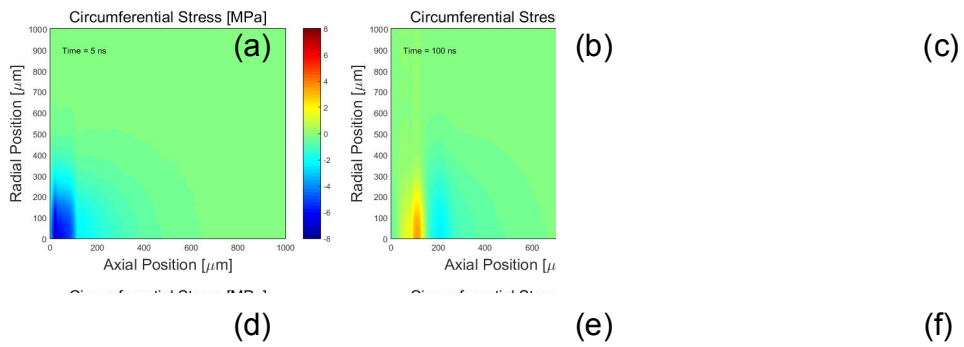 Circumferential Stress [MPa]
(a)
Time = 5 ns
1000
900
800
700
600
500
400
300
200
100
0
Radial Position [μm]
0 200 400 600 800 1000
Axial Position [μm]
8
6
4
2
0
-2
-4
-6
-8
Circumferential Stres
(b)
Time = 100 ns
1000
900
800
700
600
500
400
300
200
100
0
Radial Position [μm]
0 200 400 600
Axial Position [μ
(c)
(d)
(e)
(f)